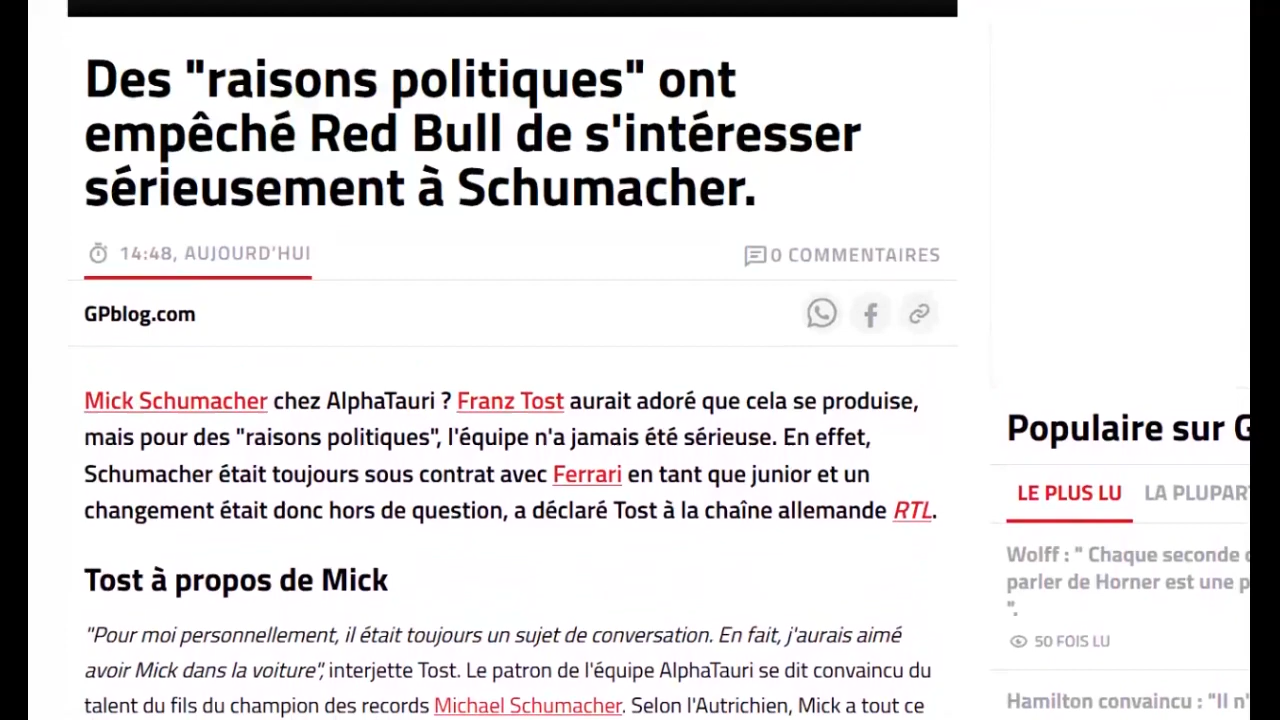 Des "raisons politiques" ont
empêché Red Bull de s'intéresser
sérieusement à Schumacher.
14:48, AUJOURD'HUI
0 COMMENTAIRES
GPblog.com
Mick Schumacher chez AlphaTauri ? Franz Tost aurait adoré que cela se produise,
mais pour des "raisons politiques", l'équipe n'a jamais été sérieuse. En effet,
Schumacher était toujours sous contrat avec Ferrari en tant que junior et un
changement était donc hors de question, a déclaré Tost à la chaîne allemande RTL.
Tost à propos de Mick
"Pour moi personnellement, il était toujours un sujet de conversation. En fait, j'aurais aimé
avoir Mick dans la voiture", interjette Tost. Le patron de l'équipe AlphaTauri se dit convaincu du
talent du fils du champion des records Michael Schumacher. Selon l'Autrichien, Mick a tout ce
Populaire sur G
LE PLUS LU
LA PLUPART
Wolff : " Chaque seconde
parler de Horner est une p
".
50 FOIS LU
Hamilton convaincu : "Il n'